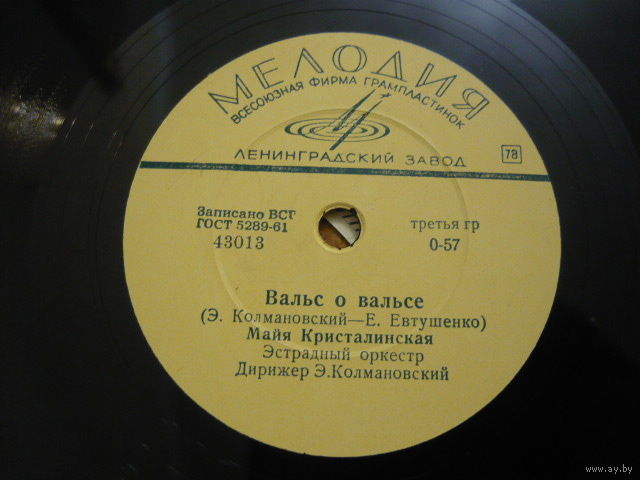 МЕЛОДИЯ
ВСЕСОЮЗНАЯ ФИРМА ГРАМПЛАСТИНОК
ЛЕНИНГРАДСКИЙ ЗАВОД
78
Записано ВСГ
ГОСТ 5289-61
43013
третья гр
0-57
Вальс о вальсе
(Э. Колмановский—Е. Евтушенко)
Майя Кристалинская
Эстрадный оркестр
Дирижер Э.Колмановский
www.ay.by